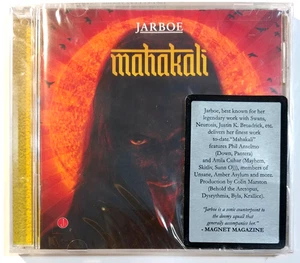 JARBOE
mahakali
Jarboe, best known for her
legendary work with Swans,
Neurosis, Justin K. Broadrick, etc.
delivers her finest work
to-date. "Mahakali"
features Phil Anselmo
(Down, Pantera)
and Attila Csihar (Mayhem,
Skitliv, Sunn O))), members of
Unsane, Amber Asylum and more.
Production by Colin Marston
(Behold the Arctopus,
Dysrhythmia, Byla, Krallice).
"Jarboe is a sonic counterpoint to
the doomy squall that
generally accompanies her."
- MAGNET MAGAZINE